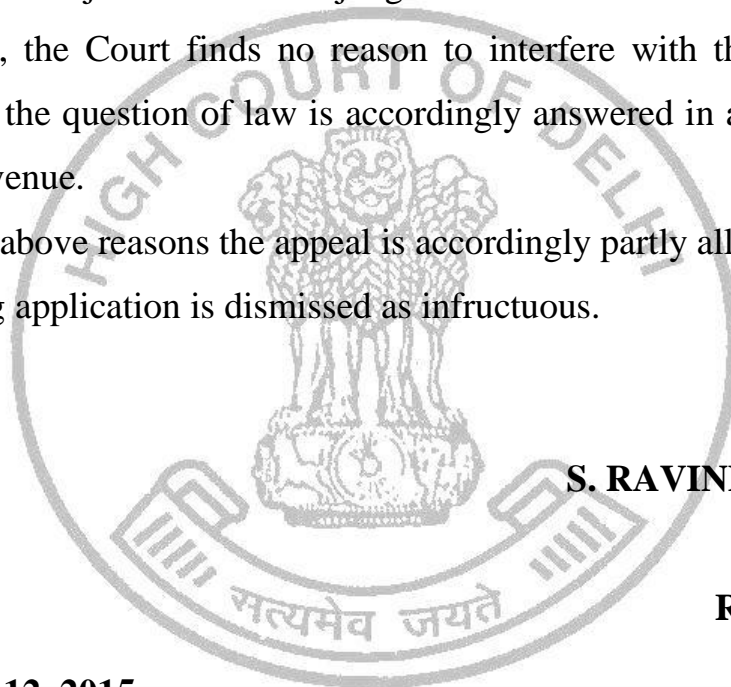 , the Court finds no reason to interfere with th
the question of law is accordingly answered in a
venue.
above reasons the appeal is accordingly partly all
g application is dismissed as infructuous.
S. RAVIN
R
12, 2015
HIGH COURT OF DELHI
सत्यमेव जयते